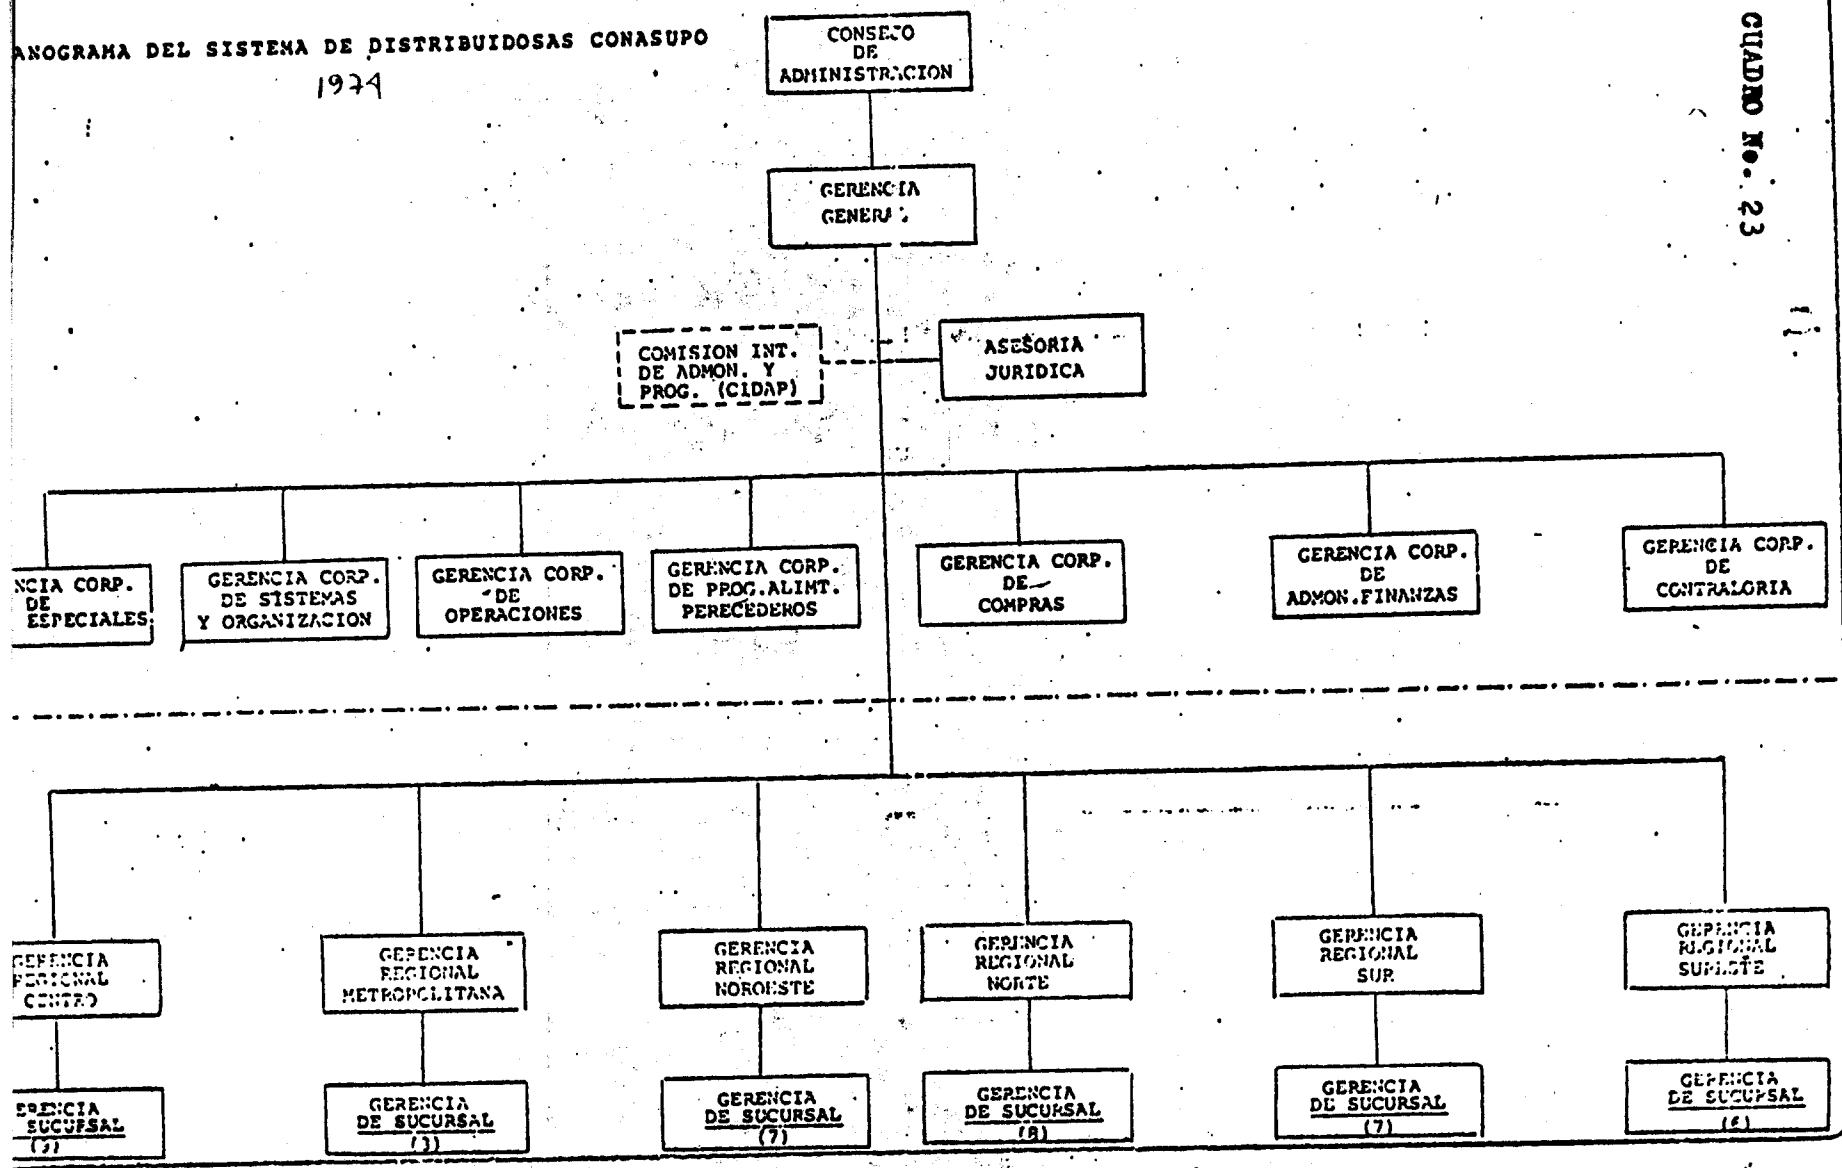 ANOGRAMA DEL SISTEMA DE DISTRIBUIDOSAS CONASUPO
1974
CUADRO No. 23
CONSEJO
DE
ADMINISTRACION
GERENCIA
GENERAL
COMISION INT.
DE ADMON. Y
PROG. (CIDAP)
ASESORIA
JURIDICA
NCIA CORP.
DE
ESPECIALES
GERENCIA CORP.
DE SISTEMAS
Y ORGANIZACION
GERENCIA CORP.
DE
OPERACIONES
GERENCIA CORP.
DE PROG.ALIMT.
PERECEDEROS
GERENCIA CORP.
DE
COMPRAS
GERENCIA CORP.
DE
ADMON.FINANZAS
GERENCIA CORP.
DE
CONTRALORIA
GERENCIA
REGIONAL
CENTRO
GERENCIA
REGIONAL
METROPOLITANA
GERENCIA
REGIONAL
NOROESTE
GERENCIA
REGIONAL
NORTE
GERENCIA
REGIONAL
SUR
GERENCIA
REGIONAL
SURESTE
ERENCIA
SUCURSAL
GERENCIA
DE SUCURSAL
(3)
GERENCIA
DE SUCURSAL
(7)
GERENCIA
DE SUCURSAL
(8)
GERENCIA
DE SUCURSAL
(7)
GERENCIA
DE SUCURSAL